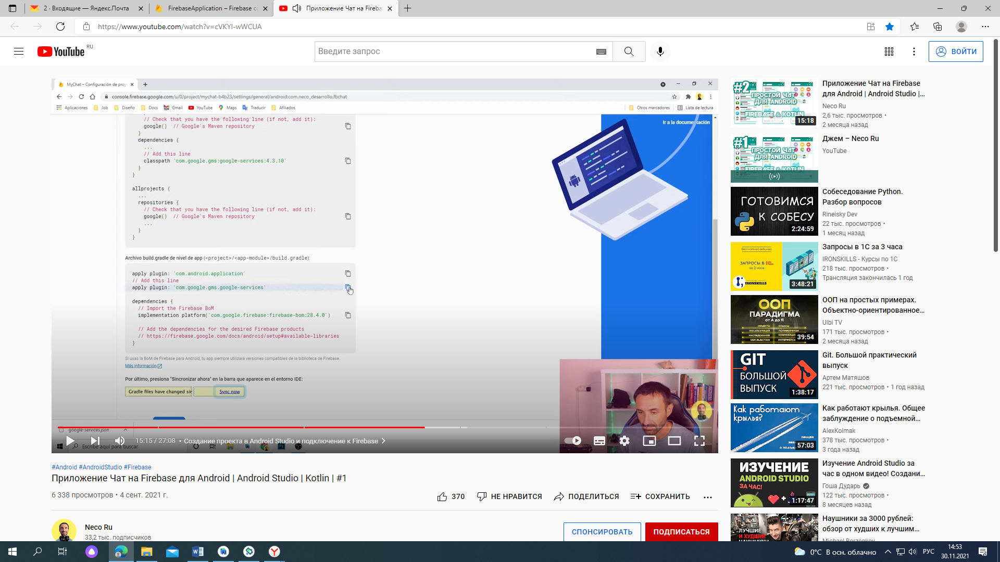 2 · Входящие — Яндекс.Почта
FirebaseApplication – Firebase co
Приложение Чат на Fireba
https://www.youtube.com/watch?v=cVKYI-wWCUA
YouTube RU
Введите запрос
ВОЙТИ
MyChat – Configuración de proy
console.firebase.google.com/u/0/project/mychat-b4b23/settings/general/android:com.neco_desarrollo.fbchat
Aplicaciones Job Diseño Docs Gmail YouTube Maps Traducir Afiliados Otros marcadores Lista de lectura
Ir a la documentación
// Check that you have the following line (if not, add it):
google() // Google's Maven repository
}
dependencies {
...
// Add this line
classpath 'com.google.gms:google-services:4.3.10'
}
}
allprojects {
...
repositories {
// Check that you have the following line (if not, add it):
google() // Google's Maven repository
...
}
}
Archivo build.gradle de nivel de app (<project>/<app-module>/build.gradle):
apply plugin: 'com.android.application'
// Add this line
apply plugin: 'com.google.gms.google-services'
dependencies {
// Import the Firebase BoM
implementation platform('com.google.firebase:firebase-bom:28.4.0')
// Add the dependencies for the desired Firebase products
// https://firebase.google.com/docs/android/setup#available-libraries
}
Si usas la BoM de Firebase para Android, tu app siempre utilizará versiones compatibles de la biblioteca de Firebase.
Más información
Por último, presiona "Sincronizar ahora" en la barra que aparece en el entorno IDE:
Gradle files have changed sin Sync now
google-services.json
Escribe aquí para buscar
15:15 / 27:08 • Создание проекта в Android Studio и подключение к Firebase
#Android #AndroidStudio #Firebase
Приложение Чат на Firebase для Android | Android Studio | Kotlin | #1
6 338 просмотров • 4 сент. 2021 г.
370 НЕ НРАВИТСЯ ПОДЕЛИТЬСЯ СОХРАНИТЬ
Neco Ru
33,2 тыс. подписчиков
СПОНСИРОВАТЬ ПОДПИСАТЬСЯ
#2
ПРОСТОЙ ЧАТ
ДЛЯ ANDROID
FIREBASE & KOTLIN
15:18
Приложение Чат на Firebase
для Android | Android Studio |...
Neco Ru
2,6 тыс. просмотров •
2 месяца назад
#1
ПРОСТОЙ ЧАТ
ДЛЯ ANDROID
FIREBASE & KOTLIN
Джем – Neco Ru
YouTube
ГОТОВИМСЯ
К СОБЕСУ
2:24:59
Собеседование Python.
Разбор вопросов
Rineisky Dev
22 тыс. просмотров •
1 месяц назад
Бесплатный вебинар
ЗАПРОСЫ В 1С
за 3 часа
IRONSKILLS
3:48:21
Запросы в 1С за 3 часа
IRONSKILLS - Курсы по 1С
218 тыс. просмотров •
Трансляция закончилась 1 год
ООП
ПАРАДИГМА
от А до Я
ОБЪЕКТЫ КЛАССЫ
ИНКАПСУЛЯЦИЯ ПОЛИМОРФИЗМ
НАСЛЕДОВАНИЕ КОМПОЗИЦИЯ
DEP. INJECTION ИНТЕРФЕЙСЫ
39:54
ООП на простых примерах.
Объектно-ориентированное...
Ulbi TV
171 тыс. просмотров •
2 месяца назад
GIT
БОЛЬШОЙ
ВЫПУСК
1:38:17
Git. Большой практический
выпуск
Артем Матяшов
221 тыс. просмотров • 1 год назад
Как работают
крылья?
общее
57:03
Как работают крылья. Общее
заблуждение о подъемной...
AlexKolmak
378 тыс. просмотров •
3 года назад
ИЗУЧЕНИЕ
ANDROID STUDIO
ЗА ЧАС!
1:17:47
Изучение Android Studio за
час в одном видео! Создани...
Гоша Дударь
122 тыс. просмотров •
8 месяцев назад
ЛУЧШИЕ
И ХУДШИЕ
НАУШНИКИ
Наушники за 3000 рублей:
обзор от худших к лучшим...
0°C В осн. облачно
РУС
14:53
30.11.2021